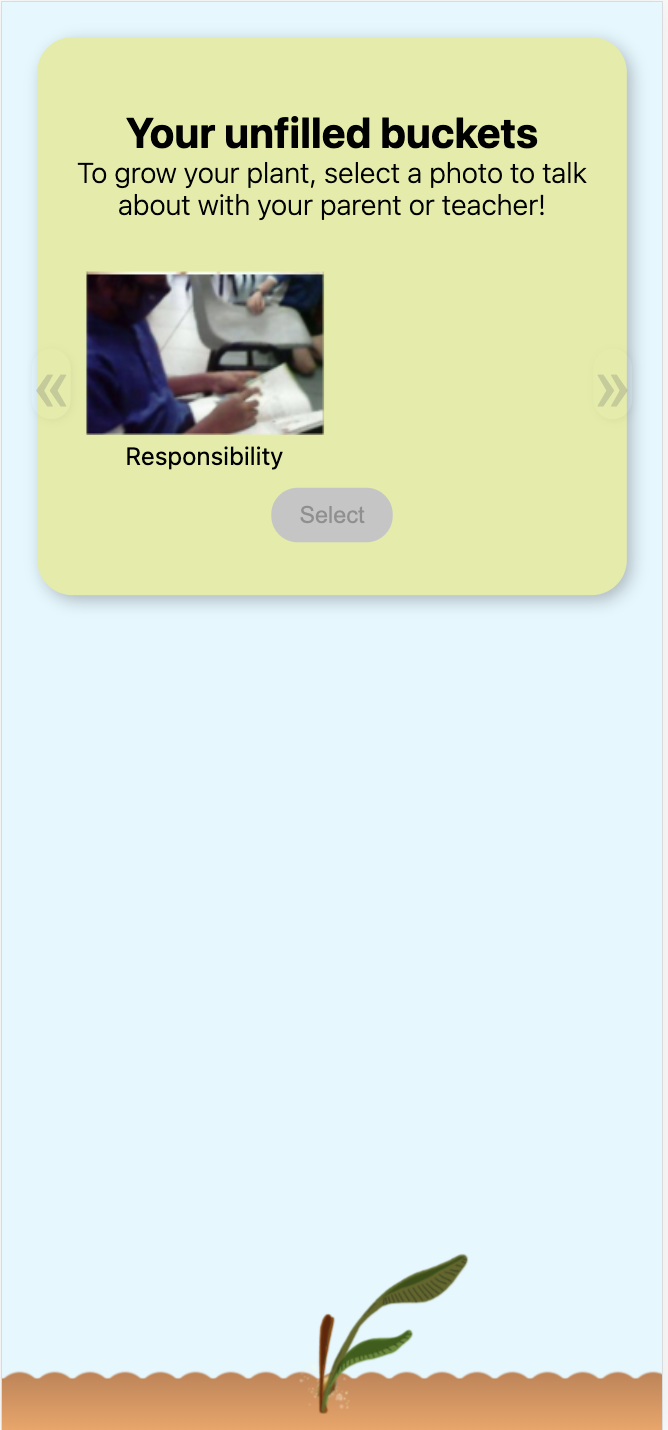 Your unfilled buckets
To grow your plant, select a photo to talk
about with your parent or teacher!
«
»
Responsibility
Select